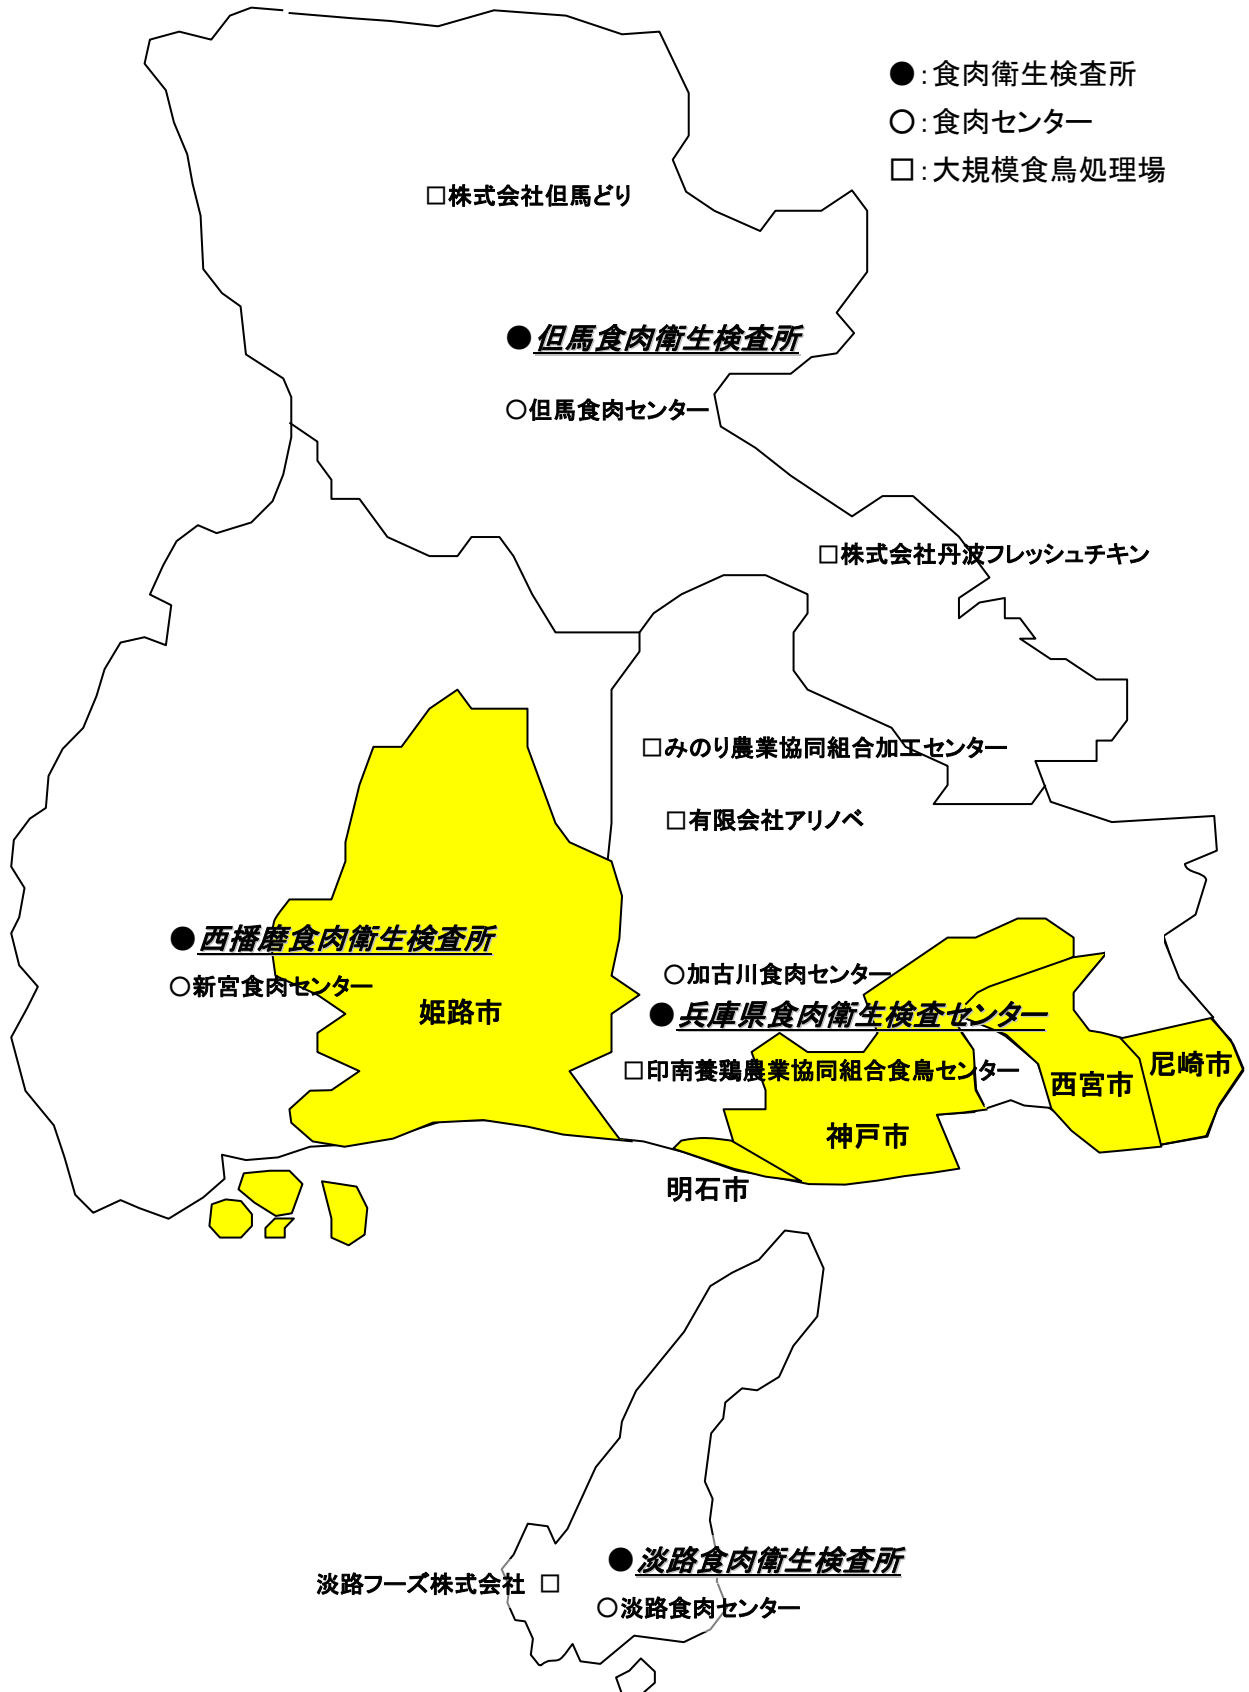 ●：食肉衛生検査所
○：食肉センター
□：大規模食鳥処理場
□株式会社但馬どり
●但馬食肉衛生検査所
○但馬食肉センター
□株式会社丹波フレッシュチキン
□みのり農業協同組合加工センター
□有限会社アリノベ
●西播磨食肉衛生検査所
○新宮食肉センター
姫路市
○加古川食肉センター
●兵庫県食肉衛生検査センター
□印南養鶏農業協同組合食鳥センター
尼崎市
西宮市
神戸市
明石市
●淡路食肉衛生検査所
淡路フーズ株式会社 □
○淡路食肉センター